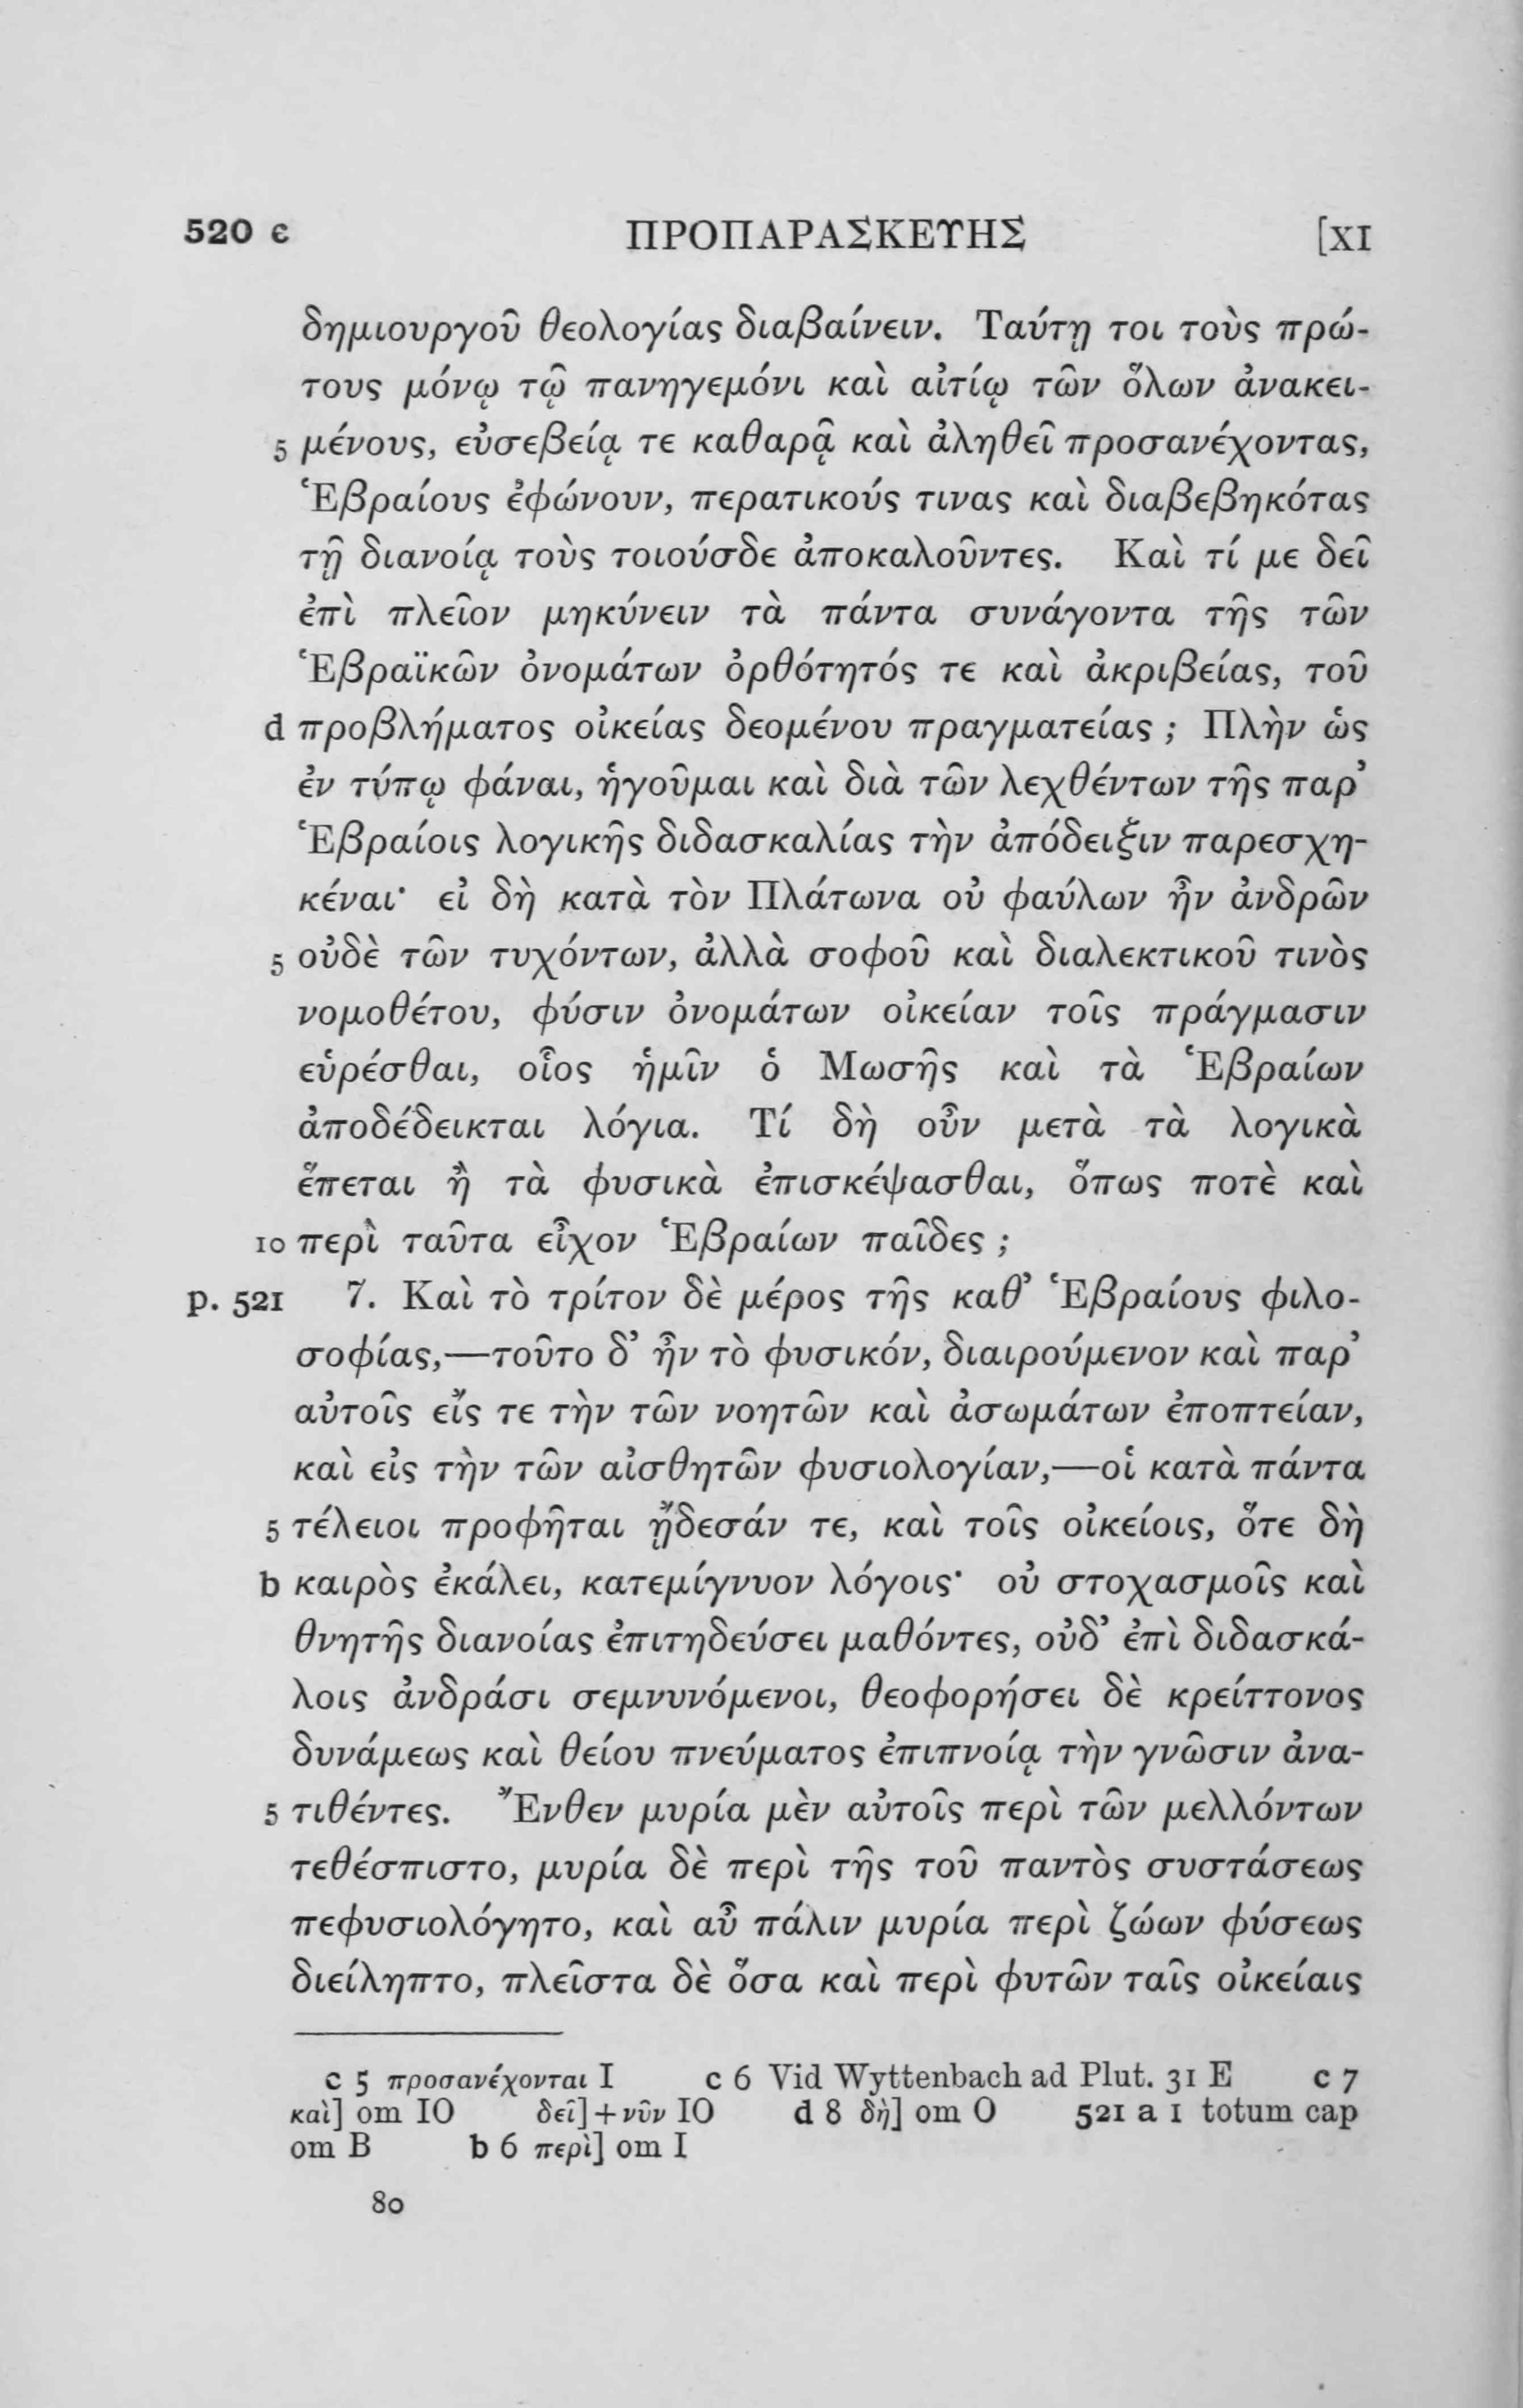 520 c ΠΡΟΠΑΡΑΣΚΕΥΗΣ [XI
δημιουργοῦ θεολογίας διαβαίνειν. Ταύτῃ τοι τοὺς πρώ-
τους μόνῳ τῷ πανηγεμόνι καὶ αἰτίῳ τῶν ὅλων ἀνακει-
5 μένους, εὐσεβείᾳ τε καθαρᾷ καὶ ἀληθεῖ προσανέχοντας,
Ἑβραίους ἐφώνουν, περατικούς τινας καὶ διαβεβηκότας
τῇ διανοίᾳ τοὺς τοιούσδε ἀποκαλοῦντες. Καὶ τί με δεῖ
ἐπὶ πλεῖον μηκύνειν τὰ πάντα συνάγοντα τῆς τῶν
Ἑβραϊκῶν ὀνομάτων ὀρθότητός τε καὶ ἀκριβείας, τοῦ
d προβλήματος οἰκείας δεομένου πραγματείας ; Πλὴν ὡς
ἐν τύπῳ φάναι, ἡγοῦμαι καὶ διὰ τῶν λεχθέντων τῆς παρ’
Ἑβραίοις λογικῆς διδασκαλίας τὴν ἀπόδειξιν παρεσχη-
κέναι· εἰ δὴ κατὰ τὸν Πλάτωνα οὐ φαύλων ἦν ἀνδρῶν
5 οὐδὲ τῶν τυχόντων, ἀλλὰ σοφοῦ καὶ διαλεκτικοῦ τινὸς
νομοθέτου, φύσιν ὀνομάτων οἰκείαν τοῖς πράγμασιν
εὑρέσθαι, οἷος ἡμῖν ὁ Μωσῆς καὶ τὰ Ἑβραίων
ἀποδέδεικται λόγια. Τί δὴ οὖν μετὰ τὰ λογικὰ
ἕπεται ἢ τὰ φυσικὰ ἐπισκέψασθαι, ὅπως ποτὲ καὶ
10 περὶ ταῦτα εἶχον Ἑβραίων παῖδες ;
p. 521 7. Καὶ τὸ τρίτον δὲ μέρος τῆς καθ’ Ἑβραίους φιλο-
σοφίας,—τοῦτο δ’ ἦν τὸ φυσικόν, διαιρούμενον καὶ παρ’
αὐτοῖς εἴς τε τὴν τῶν νοητῶν καὶ ἀσωμάτων ἐποπτείαν,
καὶ εἰς τὴν τῶν αἰσθητῶν φυσιολογίαν,—οἱ κατὰ πάντα
5 τέλειοι προφῆται ᾔδεσάν τε, καὶ τοῖς οἰκείοις, ὅτε δὴ
b καιρὸς ἐκάλει, κατεμίγνυον λόγοις· οὐ στοχασμοῖς καὶ
θνητῆς διανοίας ἐπιτηδεύσει μαθόντες, οὐδ’ ἐπὶ διδασκά-
λοις ἀνδράσι σεμνυνόμενοι, θεοφορήσει δὲ κρείττονος
δυνάμεως καὶ θείου πνεύματος ἐπιπνοίᾳ τὴν γνῶσιν ἀνα-
5 τιθέντες. Ἔνθεν μυρία μὲν αὐτοῖς περὶ τῶν μελλόντων
τεθέσπιστο, μυρία δὲ περὶ τῆς τοῦ παντὸς συστάσεως
πεφυσιολόγητο, καὶ αὖ πάλιν μυρία περὶ ζώων φύσεως
διείληπτο, πλεῖστα δὲ ὅσα καὶ περὶ φυτῶν ταῖς οἰκείαις
c 5 προσανέχονται I c 6 Vid Wyttenbach ad Plut. 31 E c 7
καὶ] om IO δεῖ] + νῦν IO d 8 δὴ] om O 521 a 1 totum cap
om B b 6 περὶ] om I
80